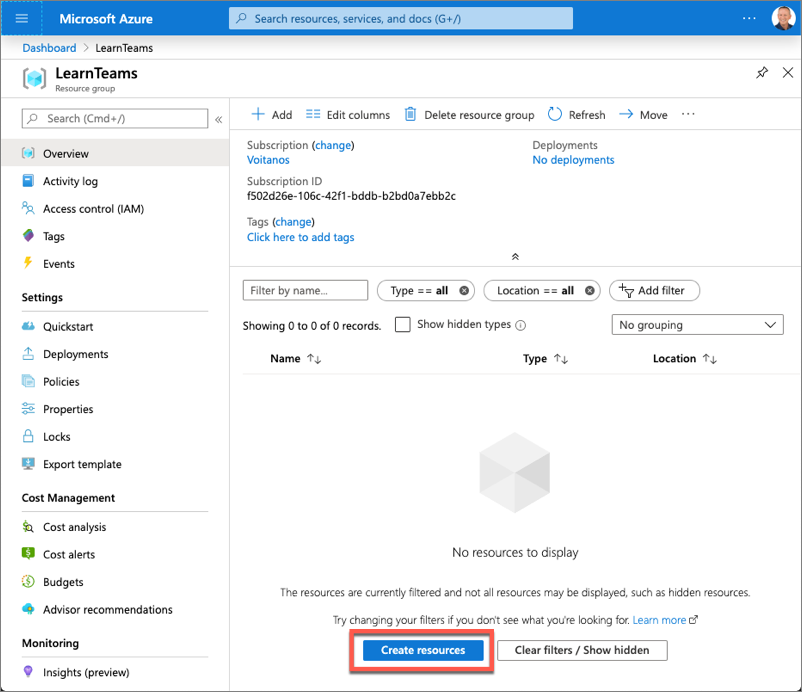 Microsoft Azure
Search resources, services, and docs (G+/)
...
Dashboard > LearnTeams
LearnTeams
Resource group
Search (Cmd+/)
«
Overview
Activity log
Access control (IAM)
Tags
Events
Settings
Quickstart
Deployments
Policies
Properties
Locks
Export template
Cost Management
Cost analysis
Cost alerts
Budgets
Advisor recommendations
Monitoring
Insights (preview)
Add Edit columns Delete resource group Refresh Move ...
Subscription (change)
Voitanos
Subscription ID
f502d26e-106c-42f1-bddb-b2bd0a7ebb2c
Tags (change)
Click here to add tags
Deployments
No deployments
Filter by name... Type == all Location == all Add filter
Showing 0 to 0 of 0 records. Show hidden types No grouping
Name Type Location
No resources to display
The resources are currently filtered and not all resources may be displayed, such as hidden resources.
Try changing your filters if you don't see what you're looking for. Learn more
Create resources Clear filters / Show hidden